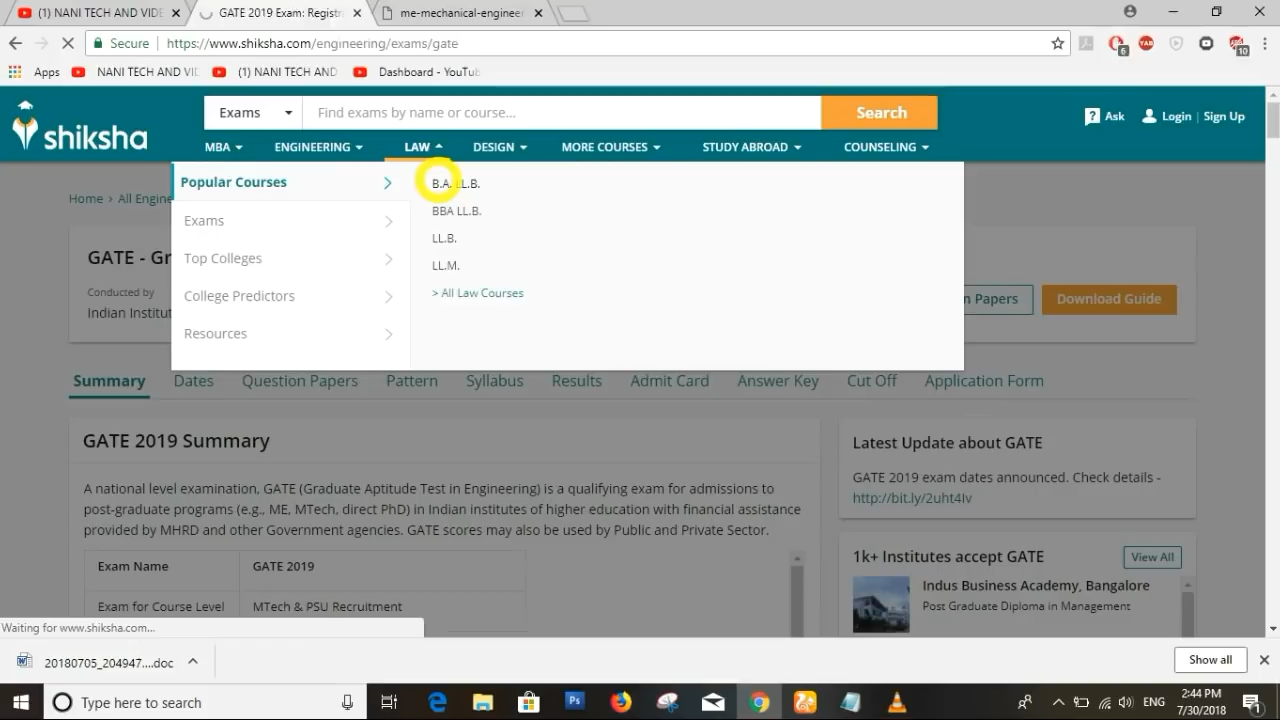 (1) NANI TECH AND VIDE
GATE 2019 Exam: Registra
me-mechanical-engineer
Secure
https://www.shiksha.com/engineering/exams/gate
6
YAB
10
Apps
NANI TECH AND VID
(1) NANI TECH AND
Dashboard - YouTub
shiksha
Exams
Find exams by name or course...
Search
? Ask
Login | Sign Up
MBA
ENGINEERING
LAW
DESIGN
MORE COURSES
STUDY ABROAD
COUNSELING
Popular Courses
Exams
Top Colleges
College Predictors
Resources
B.A. LL.B.
BBA LL.B.
LL.B.
LL.M.
> All Law Courses
Home › All Engine
GATE - Gr
Conducted by
Indian Institut
n Papers
Download Guide
Summary
Dates
Question Papers
Pattern
Syllabus
Results
Admit Card
Answer Key
Cut Off
Application Form
GATE 2019 Summary
A national level examination, GATE (Graduate Aptitude Test in Engineering) is a qualifying exam for admissions to
post-graduate programs (e.g., ME, MTech, direct PhD) in Indian institutes of higher education with financial assistance
provided by MHRD and other Government agencies. GATE scores may also be used by Public and Private Sector.
Exam Name
GATE 2019
Exam for Course Level
MTech & PSU Recruitment
Latest Update about GATE
GATE 2019 exam dates announced. Check details -
http://bit.ly/2uht4Iv
1k+ Institutes accept GATE
View All
Indus Business Academy, Bangalore
Post Graduate Diploma in Management
Waiting for www.shiksha.com...
20180705_204947....doc
Show all
Type here to search
Ps
ENG
2:44 PM
7/30/2018
1